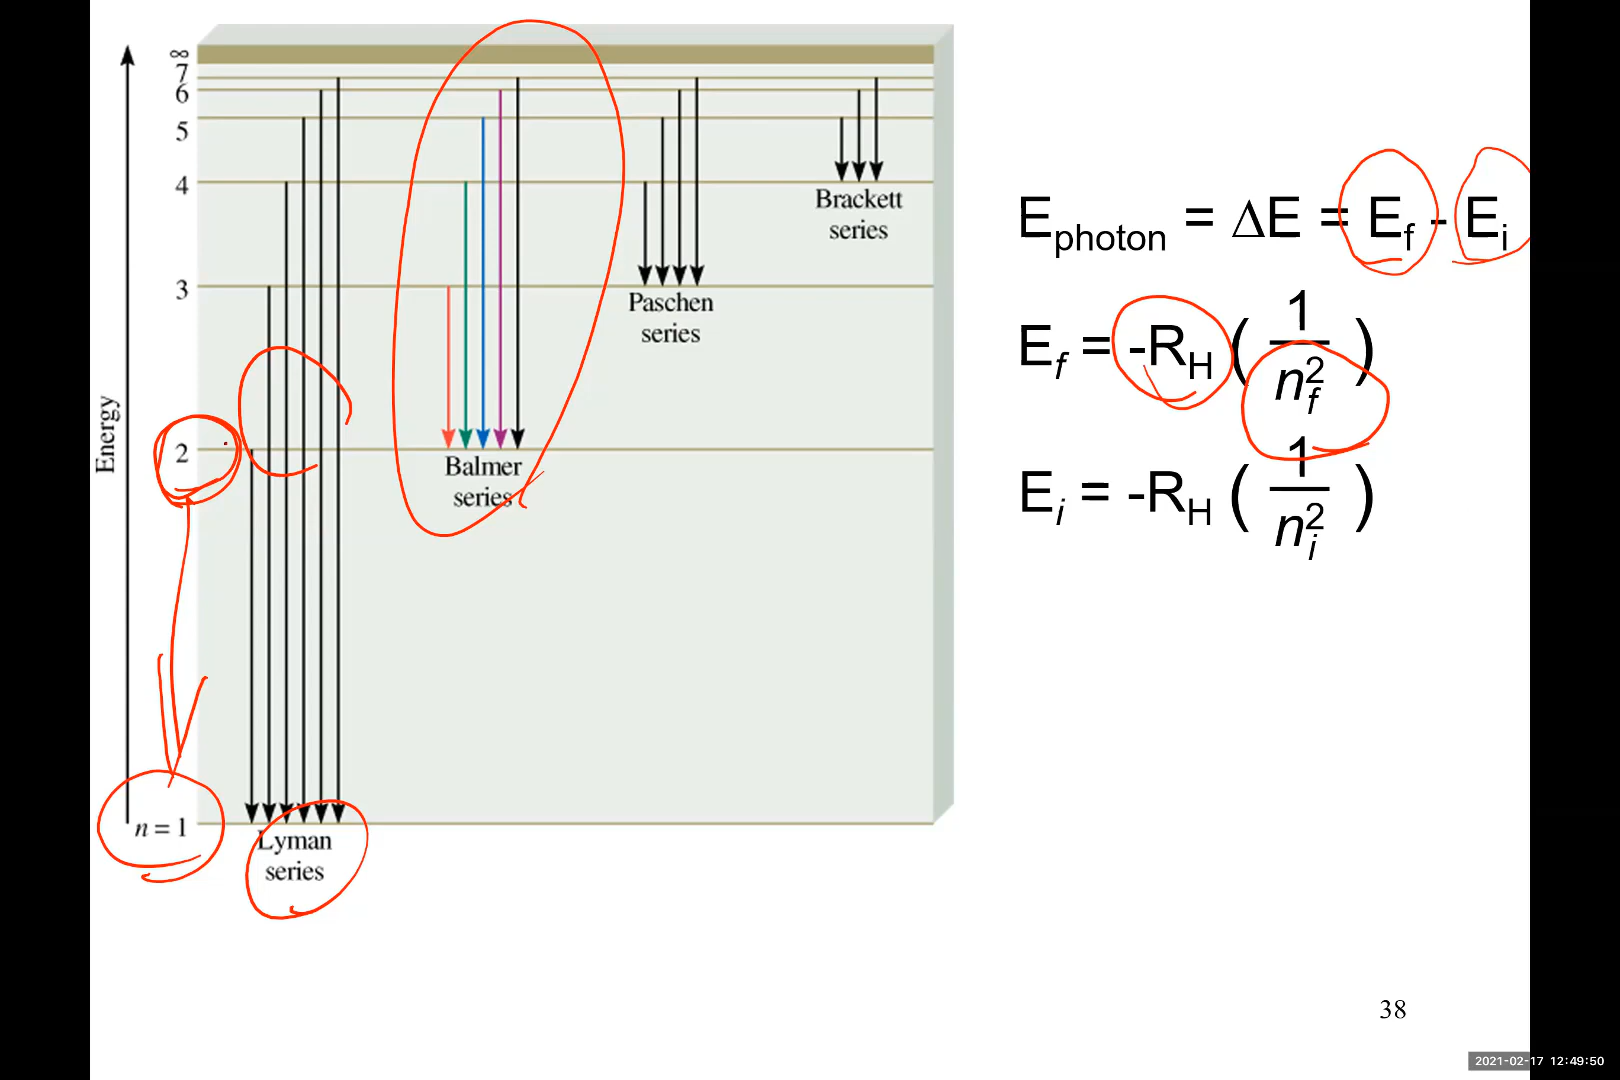 ∞
7
6
5
4
3
2
n = 1
Energy
Lyman
series
Balmer
series
Paschen
series
Brackett
series
E_photon = ΔE = E_f - E_i
E_f = -R_H ( 1/n_f^2 )
E_i = -R_H ( 1/n_i^2 )
38
2021-02-17 12:49:50